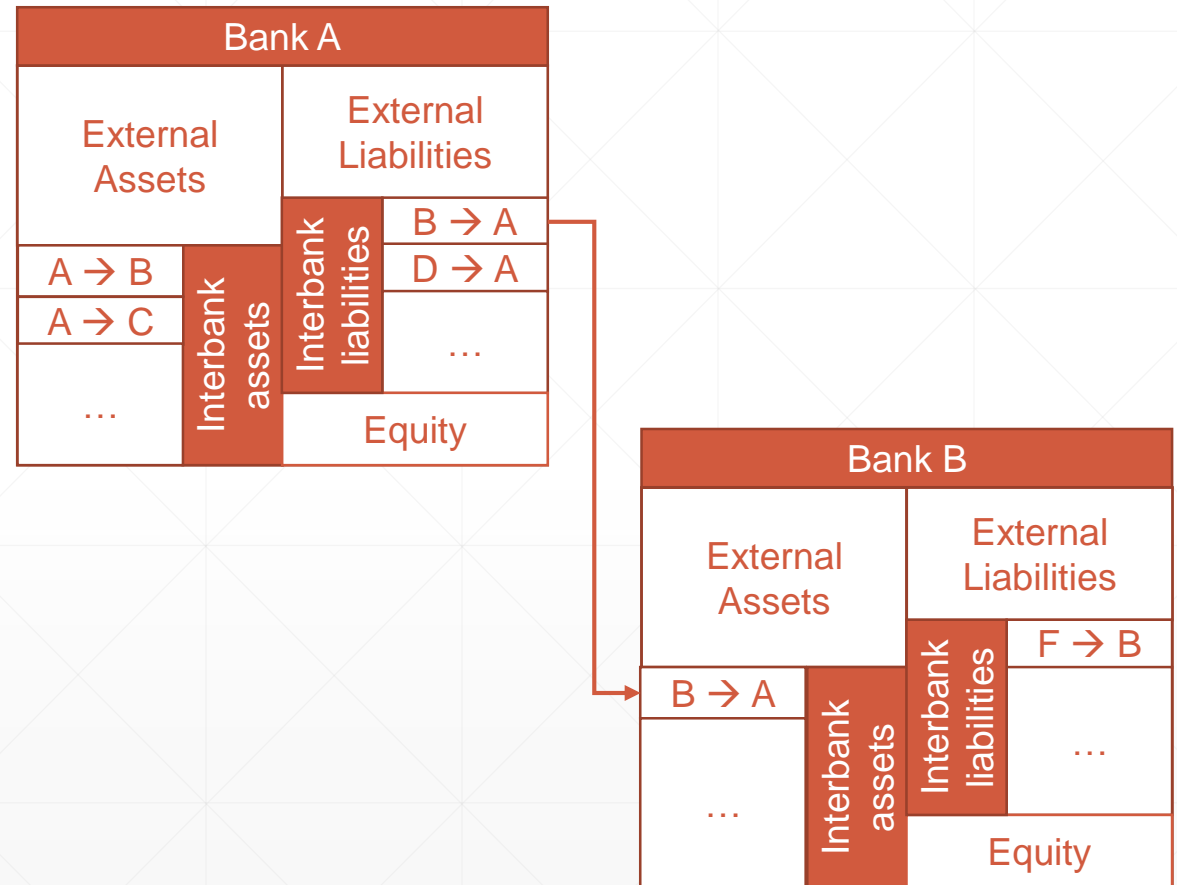 Bank A
External
Assets
External
Liabilities
A → B
A → C
...
Interbank
assets
Interbank
liabilities
B → A
D → A
...
Equity
Bank B
External
Assets
External
Liabilities
B → A
...
Interbank
assets
Interbank
liabilities
F → B
...
Equity